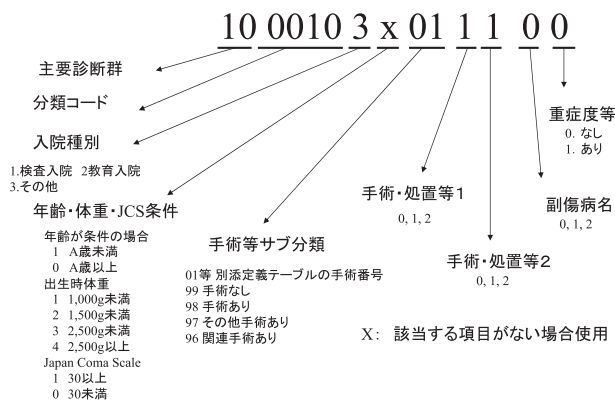 10 0010 3 x 01 1 1 0 0
主要診断群
分類コード
入院種別
1.検査入院 2教育入院
3.その他
年齢・体重・JCS条件
年齢が条件の場合
1 A歳未満
0 A歳以上
出生時体重
1 1,000g未満
2 1,500g未満
3 2,500g未満
4 2,500g以上
Japan Coma Scale
1 30以上
0 30未満
手術等サブ分類
01等 別添定義テーブルの手術番号
99 手術なし
98 手術あり
97 その他手術あり
96 関連手術あり
手術・処置等1
0, 1, 2
手術・処置等2
0, 1, 2
副傷病名
0, 1, 2
重症度等
0. なし
1. あり
X: 該当する項目がない場合使用